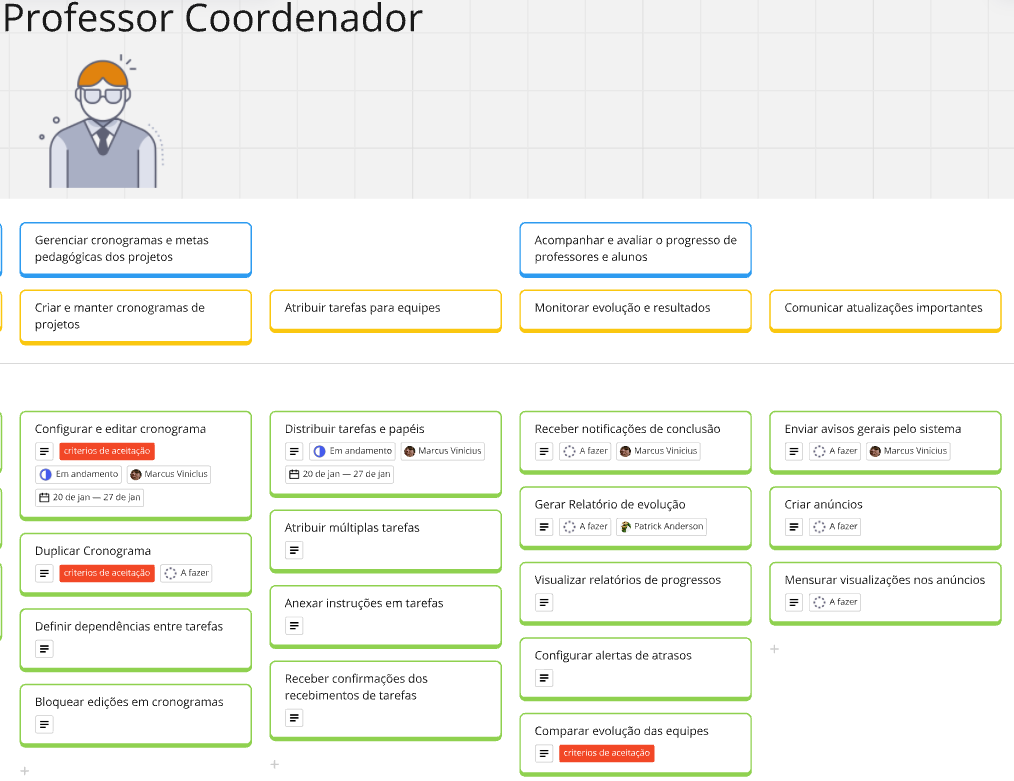 Professor Coordenador
Gerenciar cronogramas e metas
pedagógicas dos projetos
Acompanhar e avaliar o progresso de
professores e alunos
Criar e manter cronogramas de
projetos
Atribuir tarefas para equipes
Monitorar evolução e resultados
Comunicar atualizações importantes
Configurar e editar cronograma
criterios de aceitação
Em andamento
Marcus Vinícius
20 de jan — 27 de jan
Duplicar Cronograma
criterios de aceitação
A fazer
Definir dependências entre tarefas
Bloquear edições em cronogramas
Distribuir tarefas e papéis
Em andamento
Marcus Vinícius
20 de jan — 27 de jan
Atribuir múltiplas tarefas
Anexar instruções em tarefas
Receber confirmações dos
recebimentos de tarefas
Receber notificações de conclusão
A fazer
Marcus Vinícius
Gerar Relatório de evolução
A fazer
Patrick Anderson
Visualizar relatórios de progressos
Configurar alertas de atrasos
Comparar evolução das equipes
criterios de aceitação
Enviar avisos gerais pelo sistema
A fazer
Marcus Vinícius
Criar anúncios
A fazer
Mensurar visualizações nos anúncios
A fazer